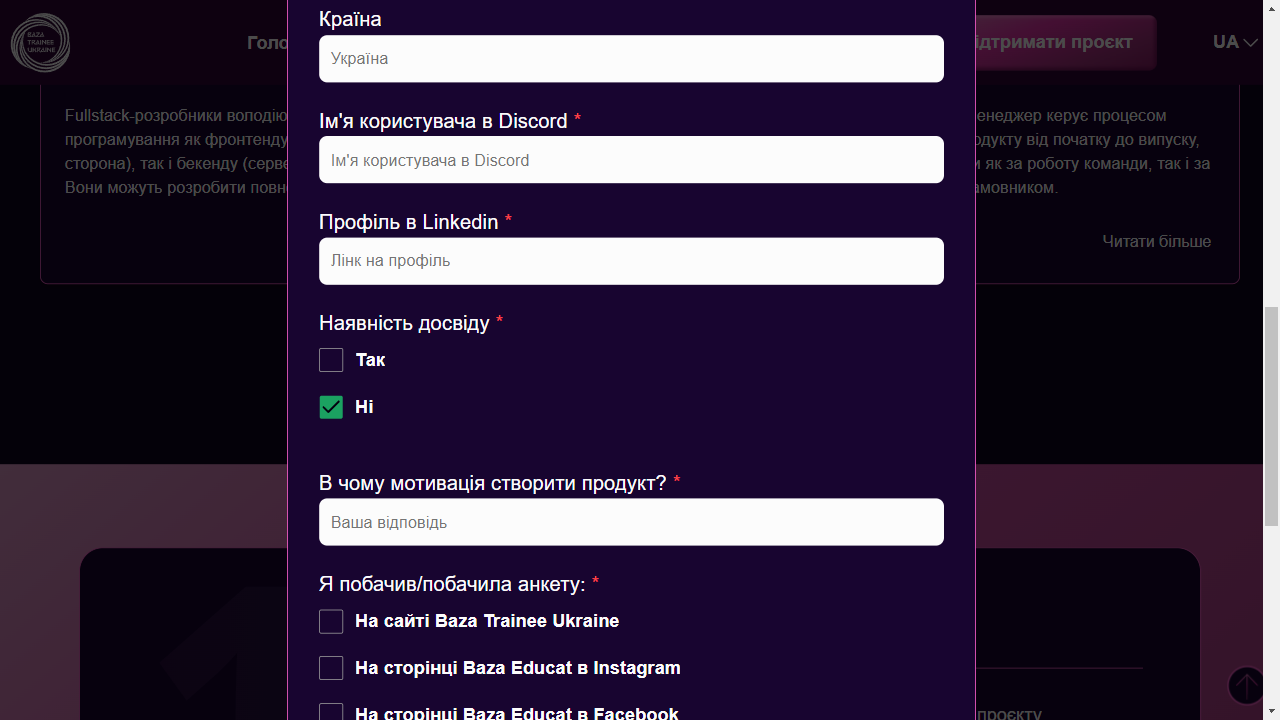 BAZA
TRAINEE
UKRAINE
Голо
ідтримати проєкт
UA
Країна
Україна
Ім'я користувача в Discord *
Ім'я користувача в Discord
Профіль в Linkedin *
Лінк на профіль
Наявність досвіду *
Так
Ні
В чому мотивація створити продукт? *
Ваша відповідь
Я побачив/побачила анкету: *
На сайті Baza Trainee Ukraine
На сторінці Baza Educat в Instagram
На сторінці Baza Educat в Facebook
Fullstack-розробники володію
програмування як фронтенду
сторона), так і бекенду (серве
Вони можуть розробити повн
енеджер керує процесом
одукту від початку до випуску,
и як за роботу команди, так і за
амовником.
Читати більше
1
проєкту